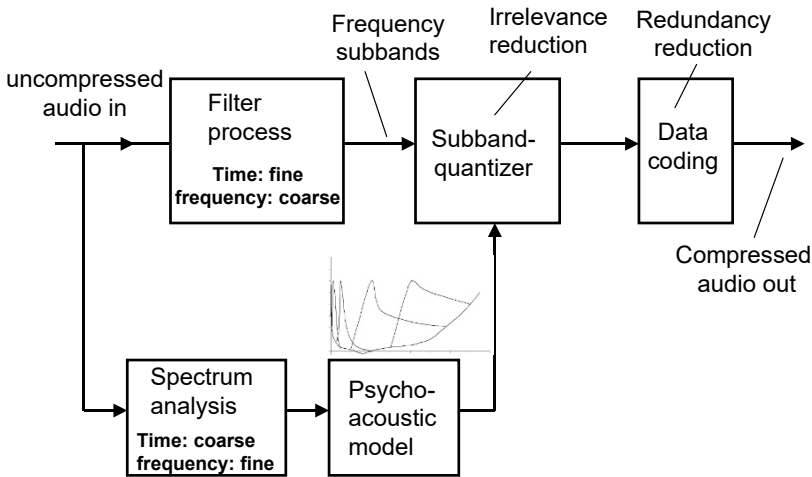 Frequency
subbands
Irrelevance
reduction
Redundancy
reduction
uncompressed
audio in
Filter
process
Time: fine
frequency: coarse
Subband-
quantizer
Data
coding
Compressed
audio out
Spectrum
analysis
Time: coarse
frequency: fine
Psycho-
acoustic
model